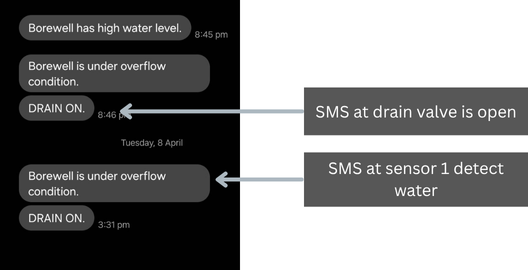 Borewell has high water level.
8:45 pm
Borewell is under overflow
condition.
DRAIN ON.
8:46
Tuesday, 8 April
Borewell is under overflow
condition.
DRAIN ON.
3:31 pm
SMS at drain valve is open
SMS at sensor 1 detect
water